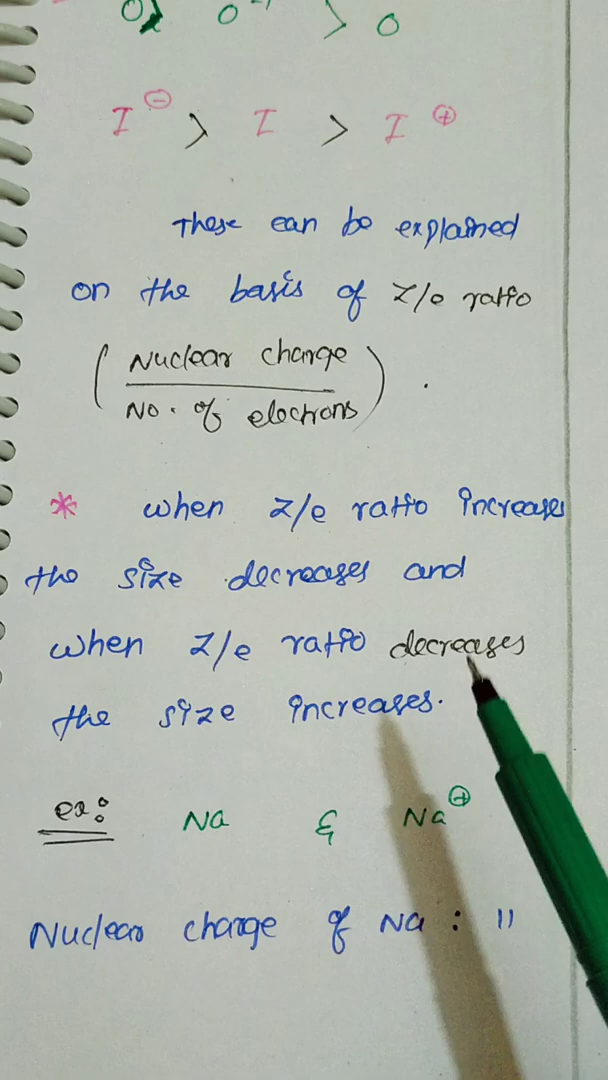 > O
I⊖ > I > I⊕
These can be explained
on the basis of Z/e ratio
(Nuclear charge
No. of electrons) .
* when Z/e ratio increases
the size decreases and
when Z/e ratio decreases
the size increases.
ex: Na & Na⊕
Nuclear charge of Na : 11